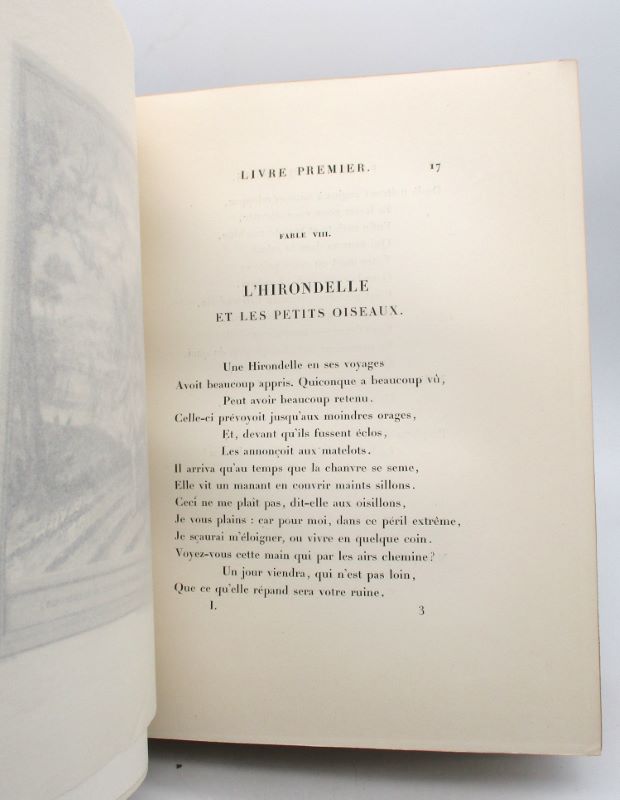 LIVRE PREMIER. 17
FABLE VIII.
L'HIRONDELLE
ET LES PETITS OISEAUX.
Une Hirondelle en ses voyages
Avoit beaucoup appris. Quiconque a beaucoup vû,
Peut avoir beaucoup retenu.
Celle-ci prévoyoit jusqu'aux moindres orages,
Et, devant qu'ils fussent éclos,
Les annonçoit aux matelots.
Il arriva qu'au temps que la chanvre se seme,
Elle vit un manant en couvrir maints sillons.
Ceci ne me plait pas, dit-elle aux oisillons,
Je vous plains : car pour moi, dans ce péril extrême,
Je sçaurai m'éloigner, ou vivre en quelque coin.
Voyez-vous cette main qui par les airs chemine?
Un jour viendra, qui n'est pas loin,
Que ce qu'elle répand sera votre ruine.
I. 3